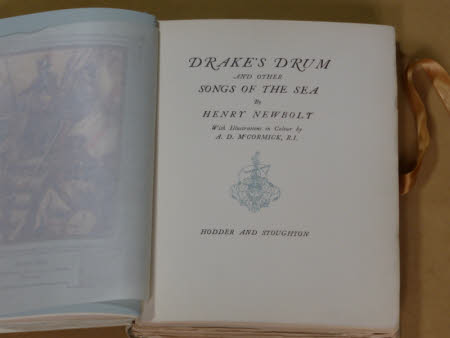 DRAKE'S DRUM
AND OTHER
SONGS OF THE SEA
By
HENRY NEWBOLT
With Illustrations in Colour by
A. D. McCORMICK, R.I.
HODDER AND STOUGHTON